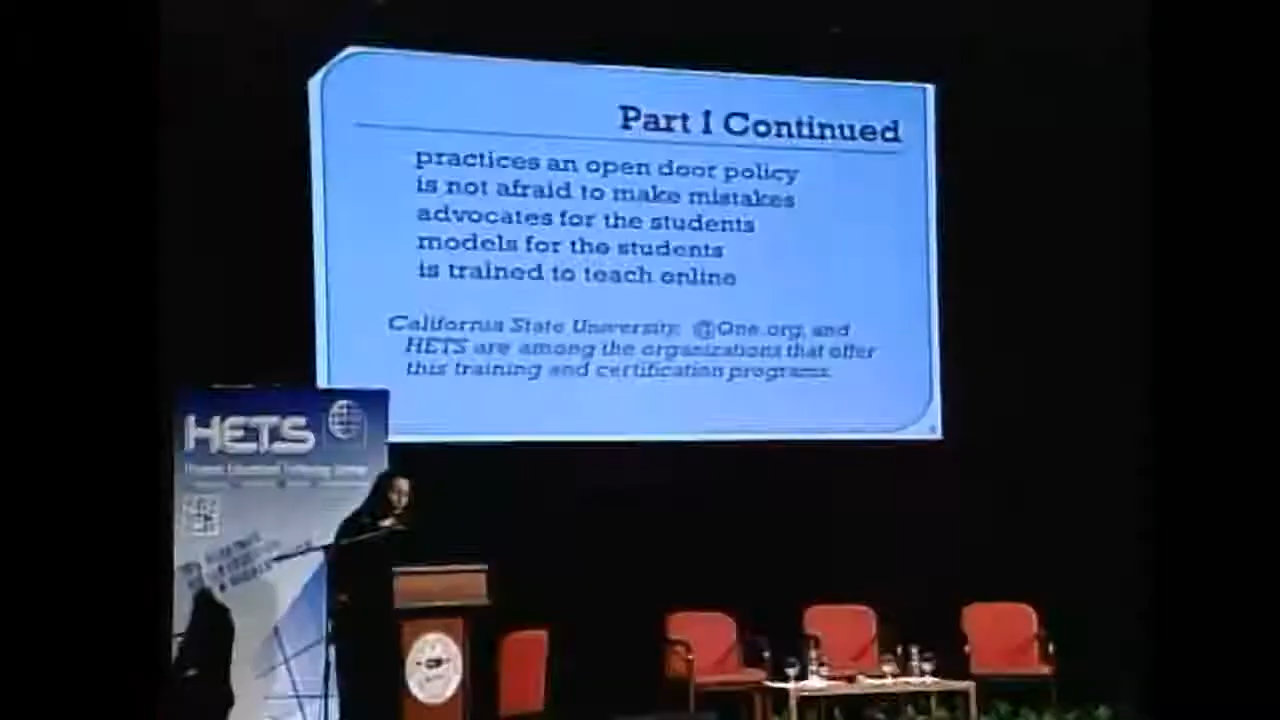 Part I Continued
practices an open door policy
is not afraid to make mistakes
advocates for the students
models for the students
is trained to teach online
California State University, @One.org, and
HETS are among the organizations that offer
this training and certification programs.
HETS